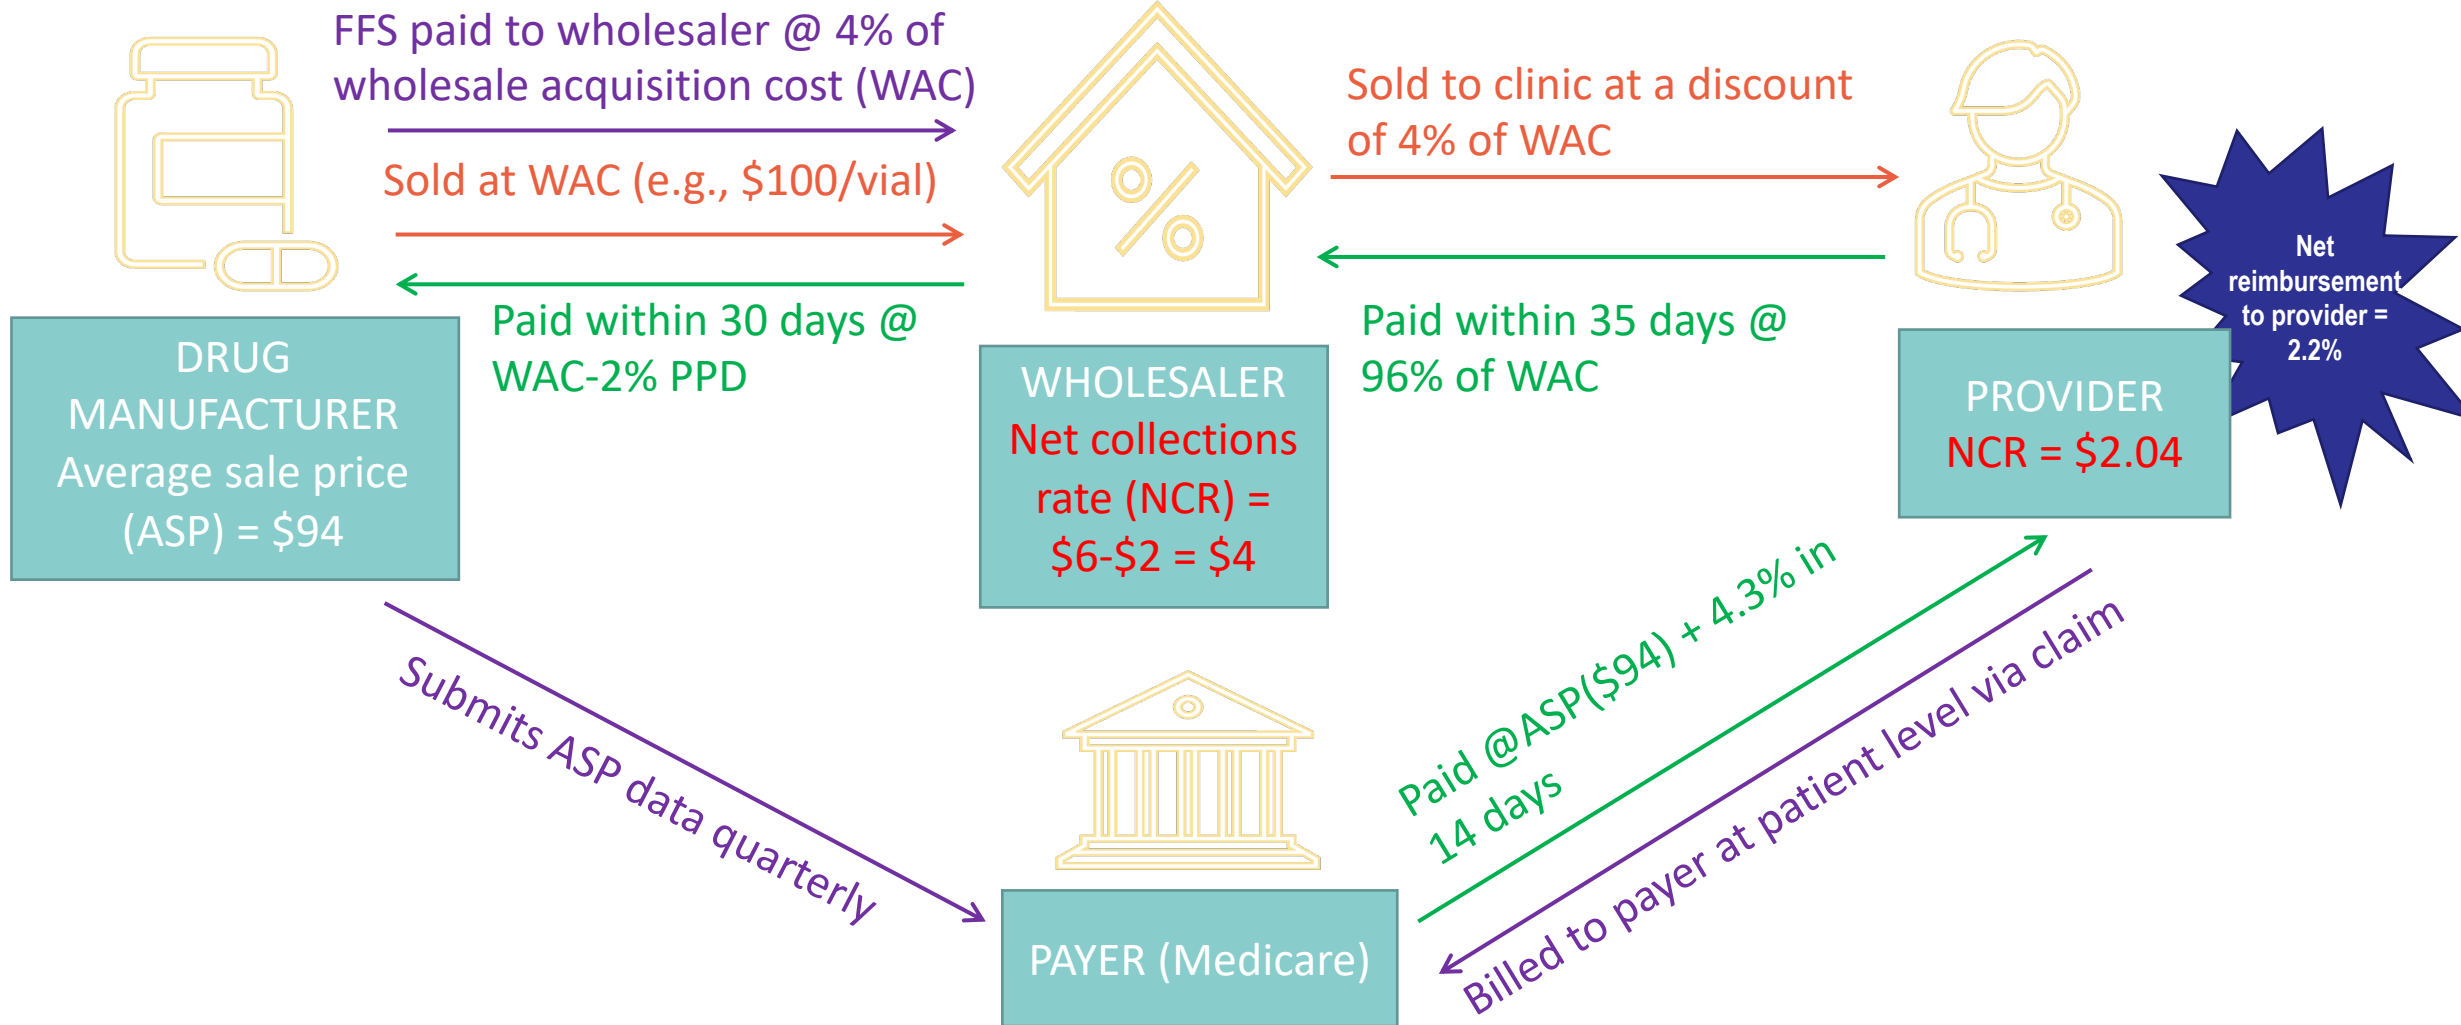 FFS paid to wholesaler @ 4% of
wholesale acquisition cost (WAC)
Sold at WAC (e.g., $100/vial)
Paid within 30 days @
WAC-2% PPD
DRUG
MANUFACTURER
Average sale price
(ASP) = $94
%
WHOLESALER
Net collections
rate (NCR) =
$6-$2 = $4
Sold to clinic at a discount
of 4% of WAC
Paid within 35 days @
96% of WAC
PROVIDER
NCR = $2.04
Net
reimbursement
to provider =
2.2%
Submits ASP data quarterly
PAYER (Medicare)
Paid @ASP($94) + 4.3% in
14 days
Billed to payer at patient level via claim